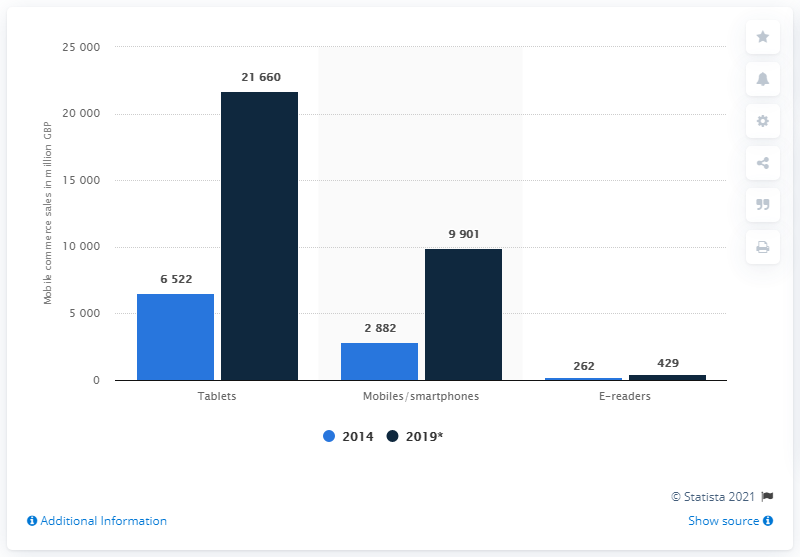 25 000
20 000
15 000
10 000
5 000
0
Mobile commerce sales in million GBP
6 522
21 660
2 882
9 901
262
429
Tablets
Mobiles/smartphones
E-readers
2014
2019*
© Statista 2021
Additional Information
Show source